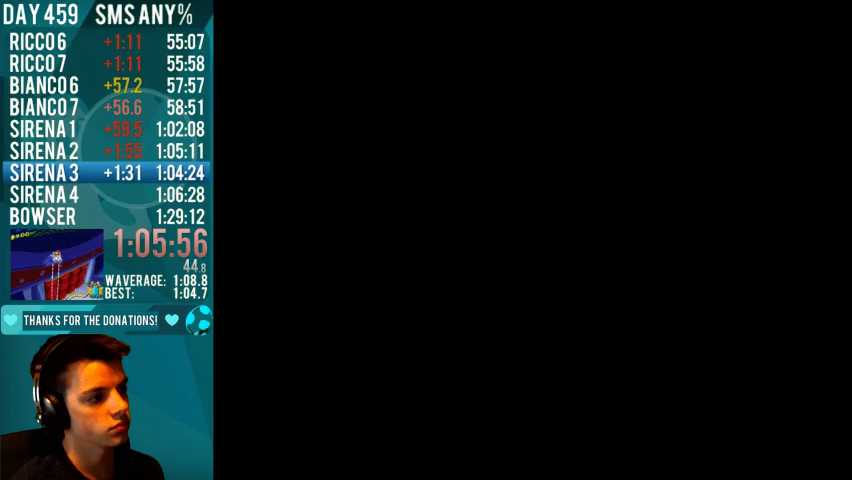 DAY 459 SMS ANY%
RICCO 6 +1:11 55:07
RICCO 7 +1:11 55:58
BIANCO 6 +57.2 57:57
BIANCO 7 +56.6 58:51
SIRENA 1 +59.5 1:02:08
SIRENA 2 +1:55 1:05:11
SIRENA 3 +1:31 1:04:24
SIRENA 4 1:06:28
BOWSER 1:29:12
1:05:56
44.8
WAVERAGE: 1:08.8
BEST: 1:04.7
THANKS FOR THE DONATIONS!